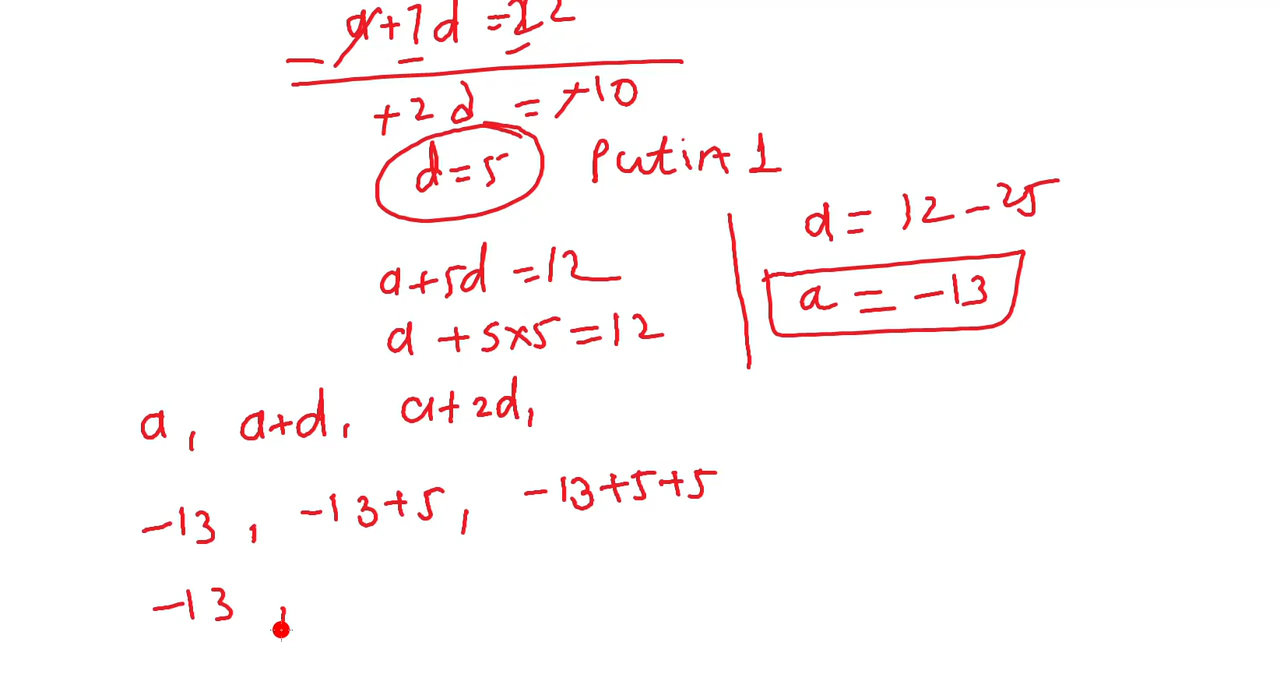 a+7d = 22
+2d = +10
d=5 Put in 1
a+5d =12
a +5×5 =12
a = 12 -25
a = -13
a, a+d, a+2d,
-13, -13+5, -13+5+5
-13,